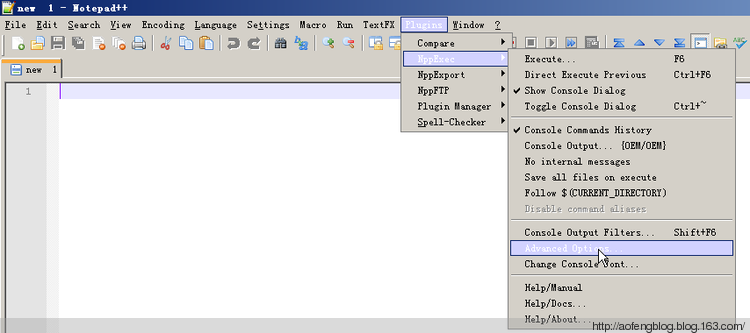 new 1 - Notepad++
File Edit Search View Encoding Language Settings Macro Run TextFX Plugins Window ?
new 1
1
Compare
NppExec
NppExport
NppFTP
Plugin Manager
Spell-Checker
Execute... F6
Direct Execute Previous Ctrl+F6
Show Console Dialog
Toggle Console Dialog Ctrl+~
Console Commands History
Console Output... {OEM/OEM}
No internal messages
Save all files on execute
Follow $(CURRENT_DIRECTORY)
Disable command aliases
Console Output Filters... Shift+F6
Advanced Options...
Change Console Font...
Help/Manual
Help/Docs...
Help/About...
http://aofengblog.blog.163.com/